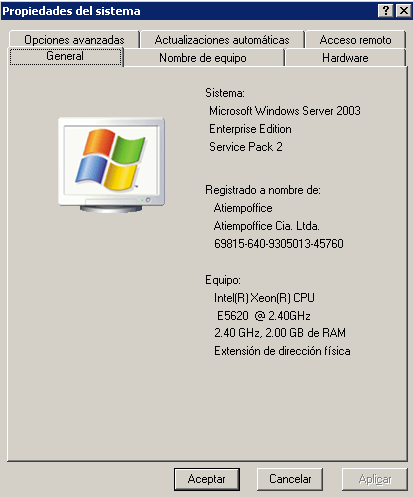 Propiedades del sistema
Opciones avanzadas
Actualizaciones automáticas
Acceso remoto
General
Nombre de equipo
Hardware
Sistema:
Microsoft Windows Server 2003
Enterprise Edition
Service Pack 2
Registrado a nombre de:
Atiempoffice
Atiempoffice Cia. Ltda.
69815-640-9305013-45760
Equipo:
Intel(R) Xeon(R) CPU
E5620 @ 2.40GHz
2.40 GHz, 2.00 GB de RAM
Extensión de dirección física
Aceptar
Cancelar
Aplicar